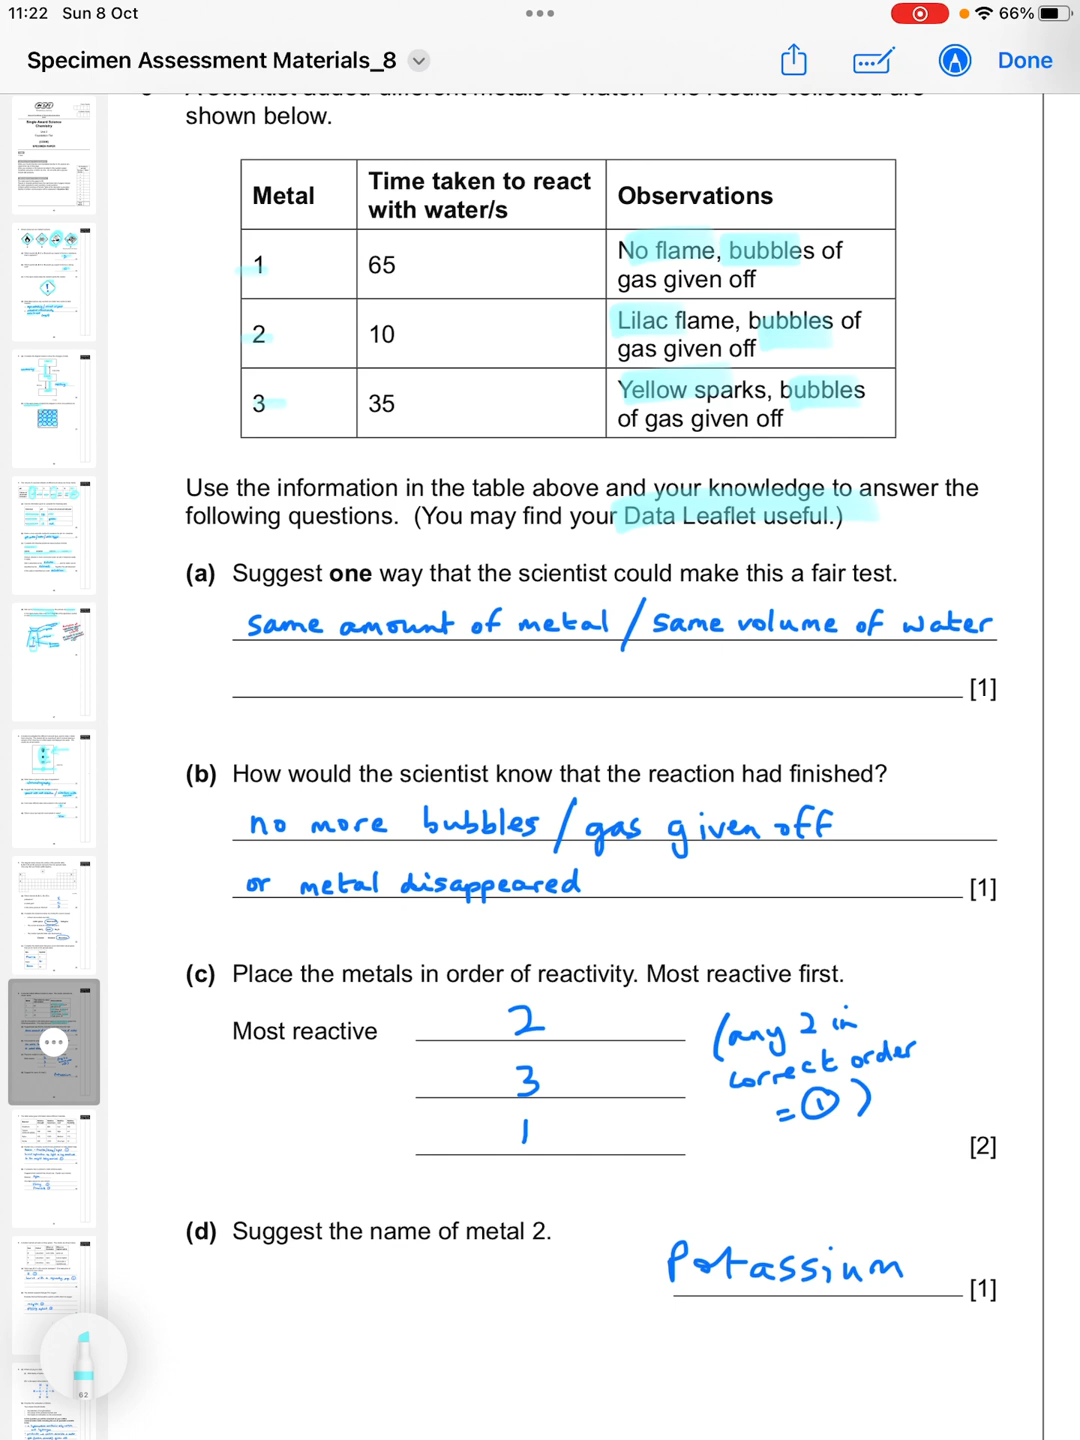 11:22 Sun 8 Oct
66%
Specimen Assessment Materials_8
Done
shown below.
Metal
Time taken to react with water/s
Observations
1
65
No flame, bubbles of gas given off
2
10
Lilac flame, bubbles of gas given off
3
35
Yellow sparks, bubbles of gas given off
Use the information in the table above and your knowledge to answer the
following questions. (You may find your Data Leaflet useful.)
(a) Suggest one way that the scientist could make this a fair test.
same amount of metal / same volume of water
[1]
(b) How would the scientist know that the reaction had finished?
no more bubbles / gas given off
or metal disappeared
[1]
(c) Place the metals in order of reactivity. Most reactive first.
Most reactive
2
3
1
(any 2 in
correct order
= 1)
[2]
(d) Suggest the name of metal 2.
Potassium
[1]
62